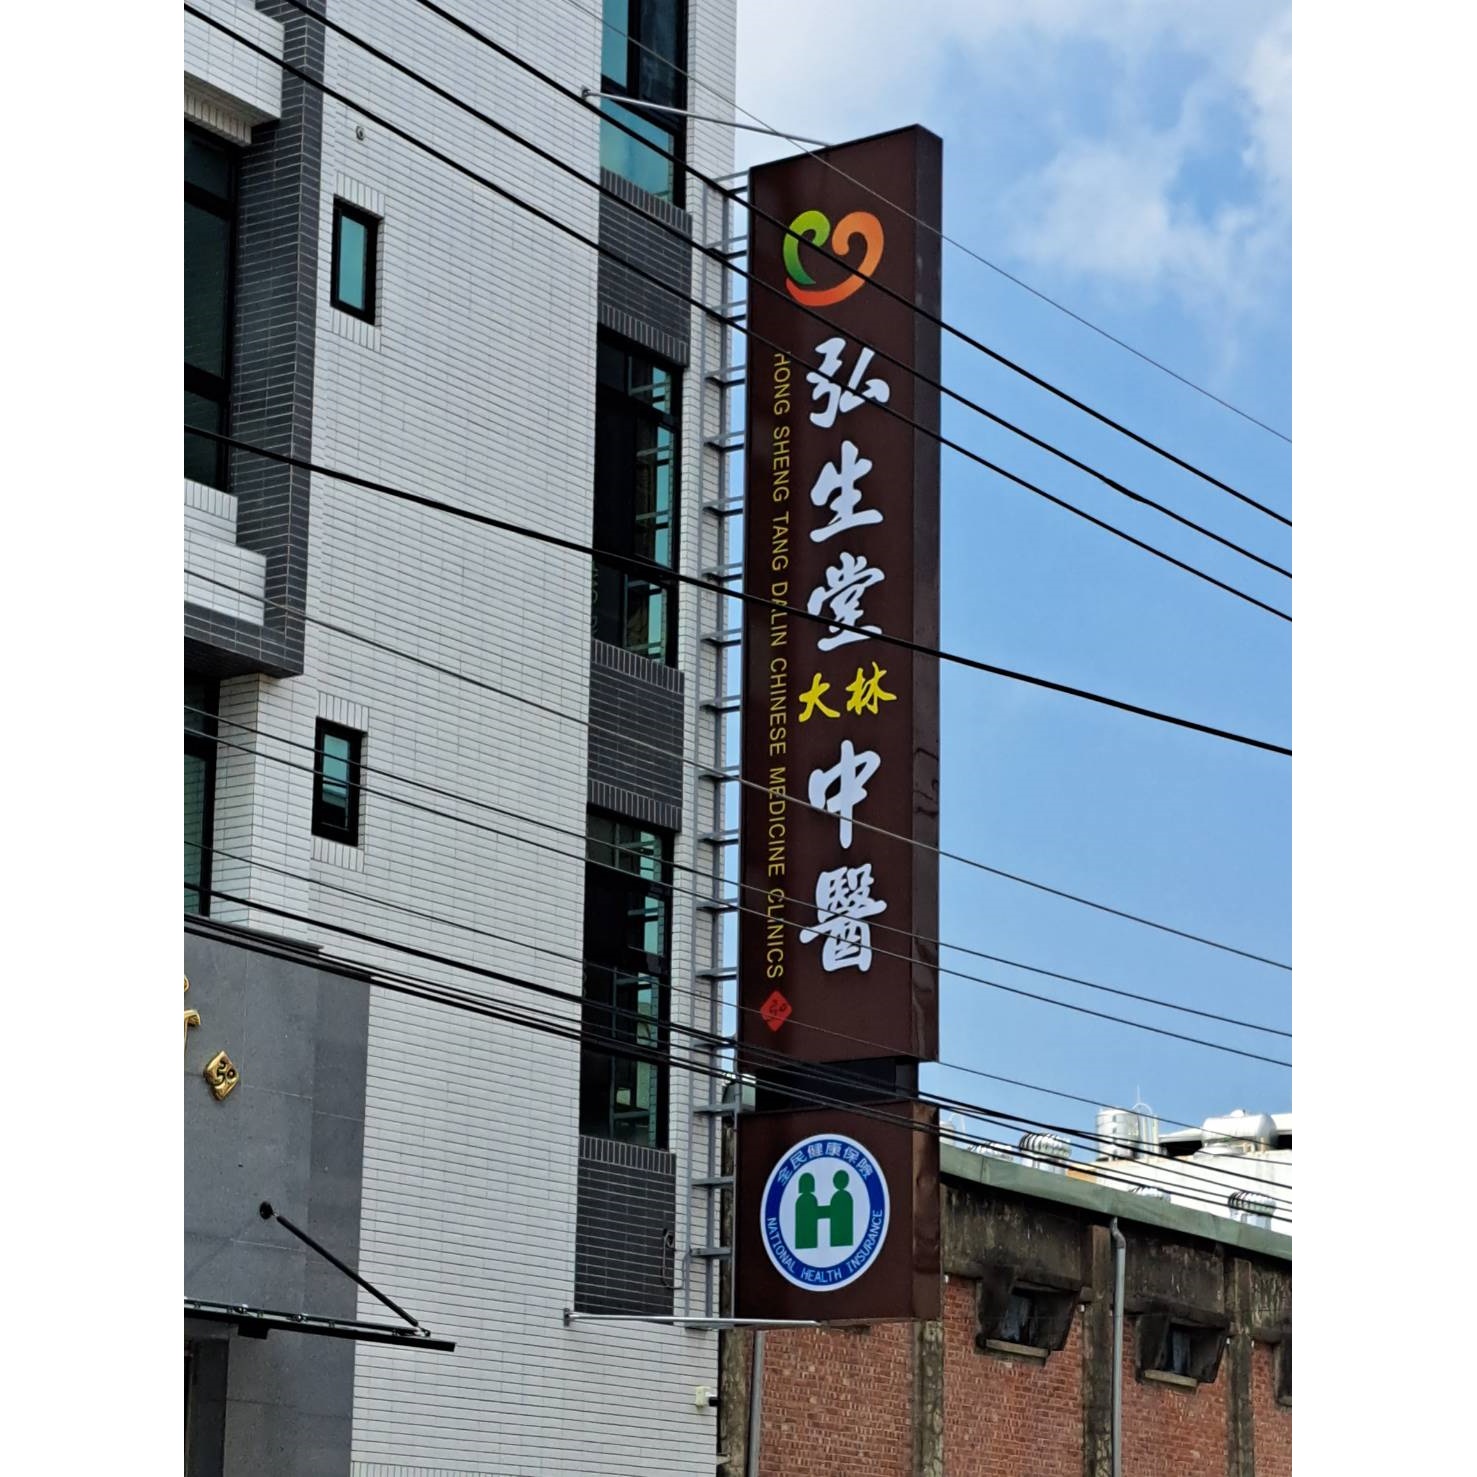 弘生堂
大林
中醫
HONG SHENG TANG DALIN CHINESE MEDICINE CLINICS
全民健康保險
NATIONAL HEALTH INSURANCE